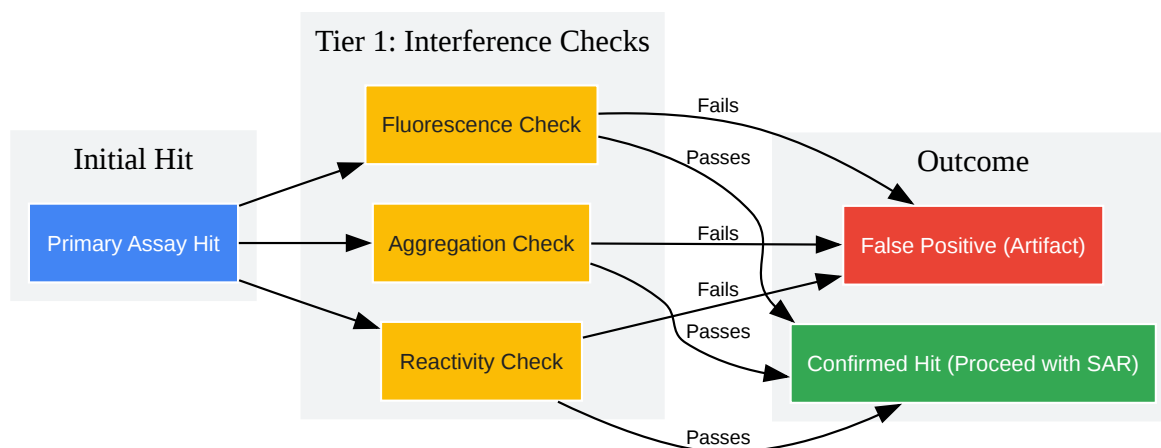 Initial Hit
Primary Assay Hit
Tier 1: Interference Checks
Fluorescence Check
Aggregation Check
Reactivity Check
Fails
Passes
Fails
Fails
Passes
Passes
Outcome
False Positive (Artifact)
Confirmed Hit (Proceed with SAR)